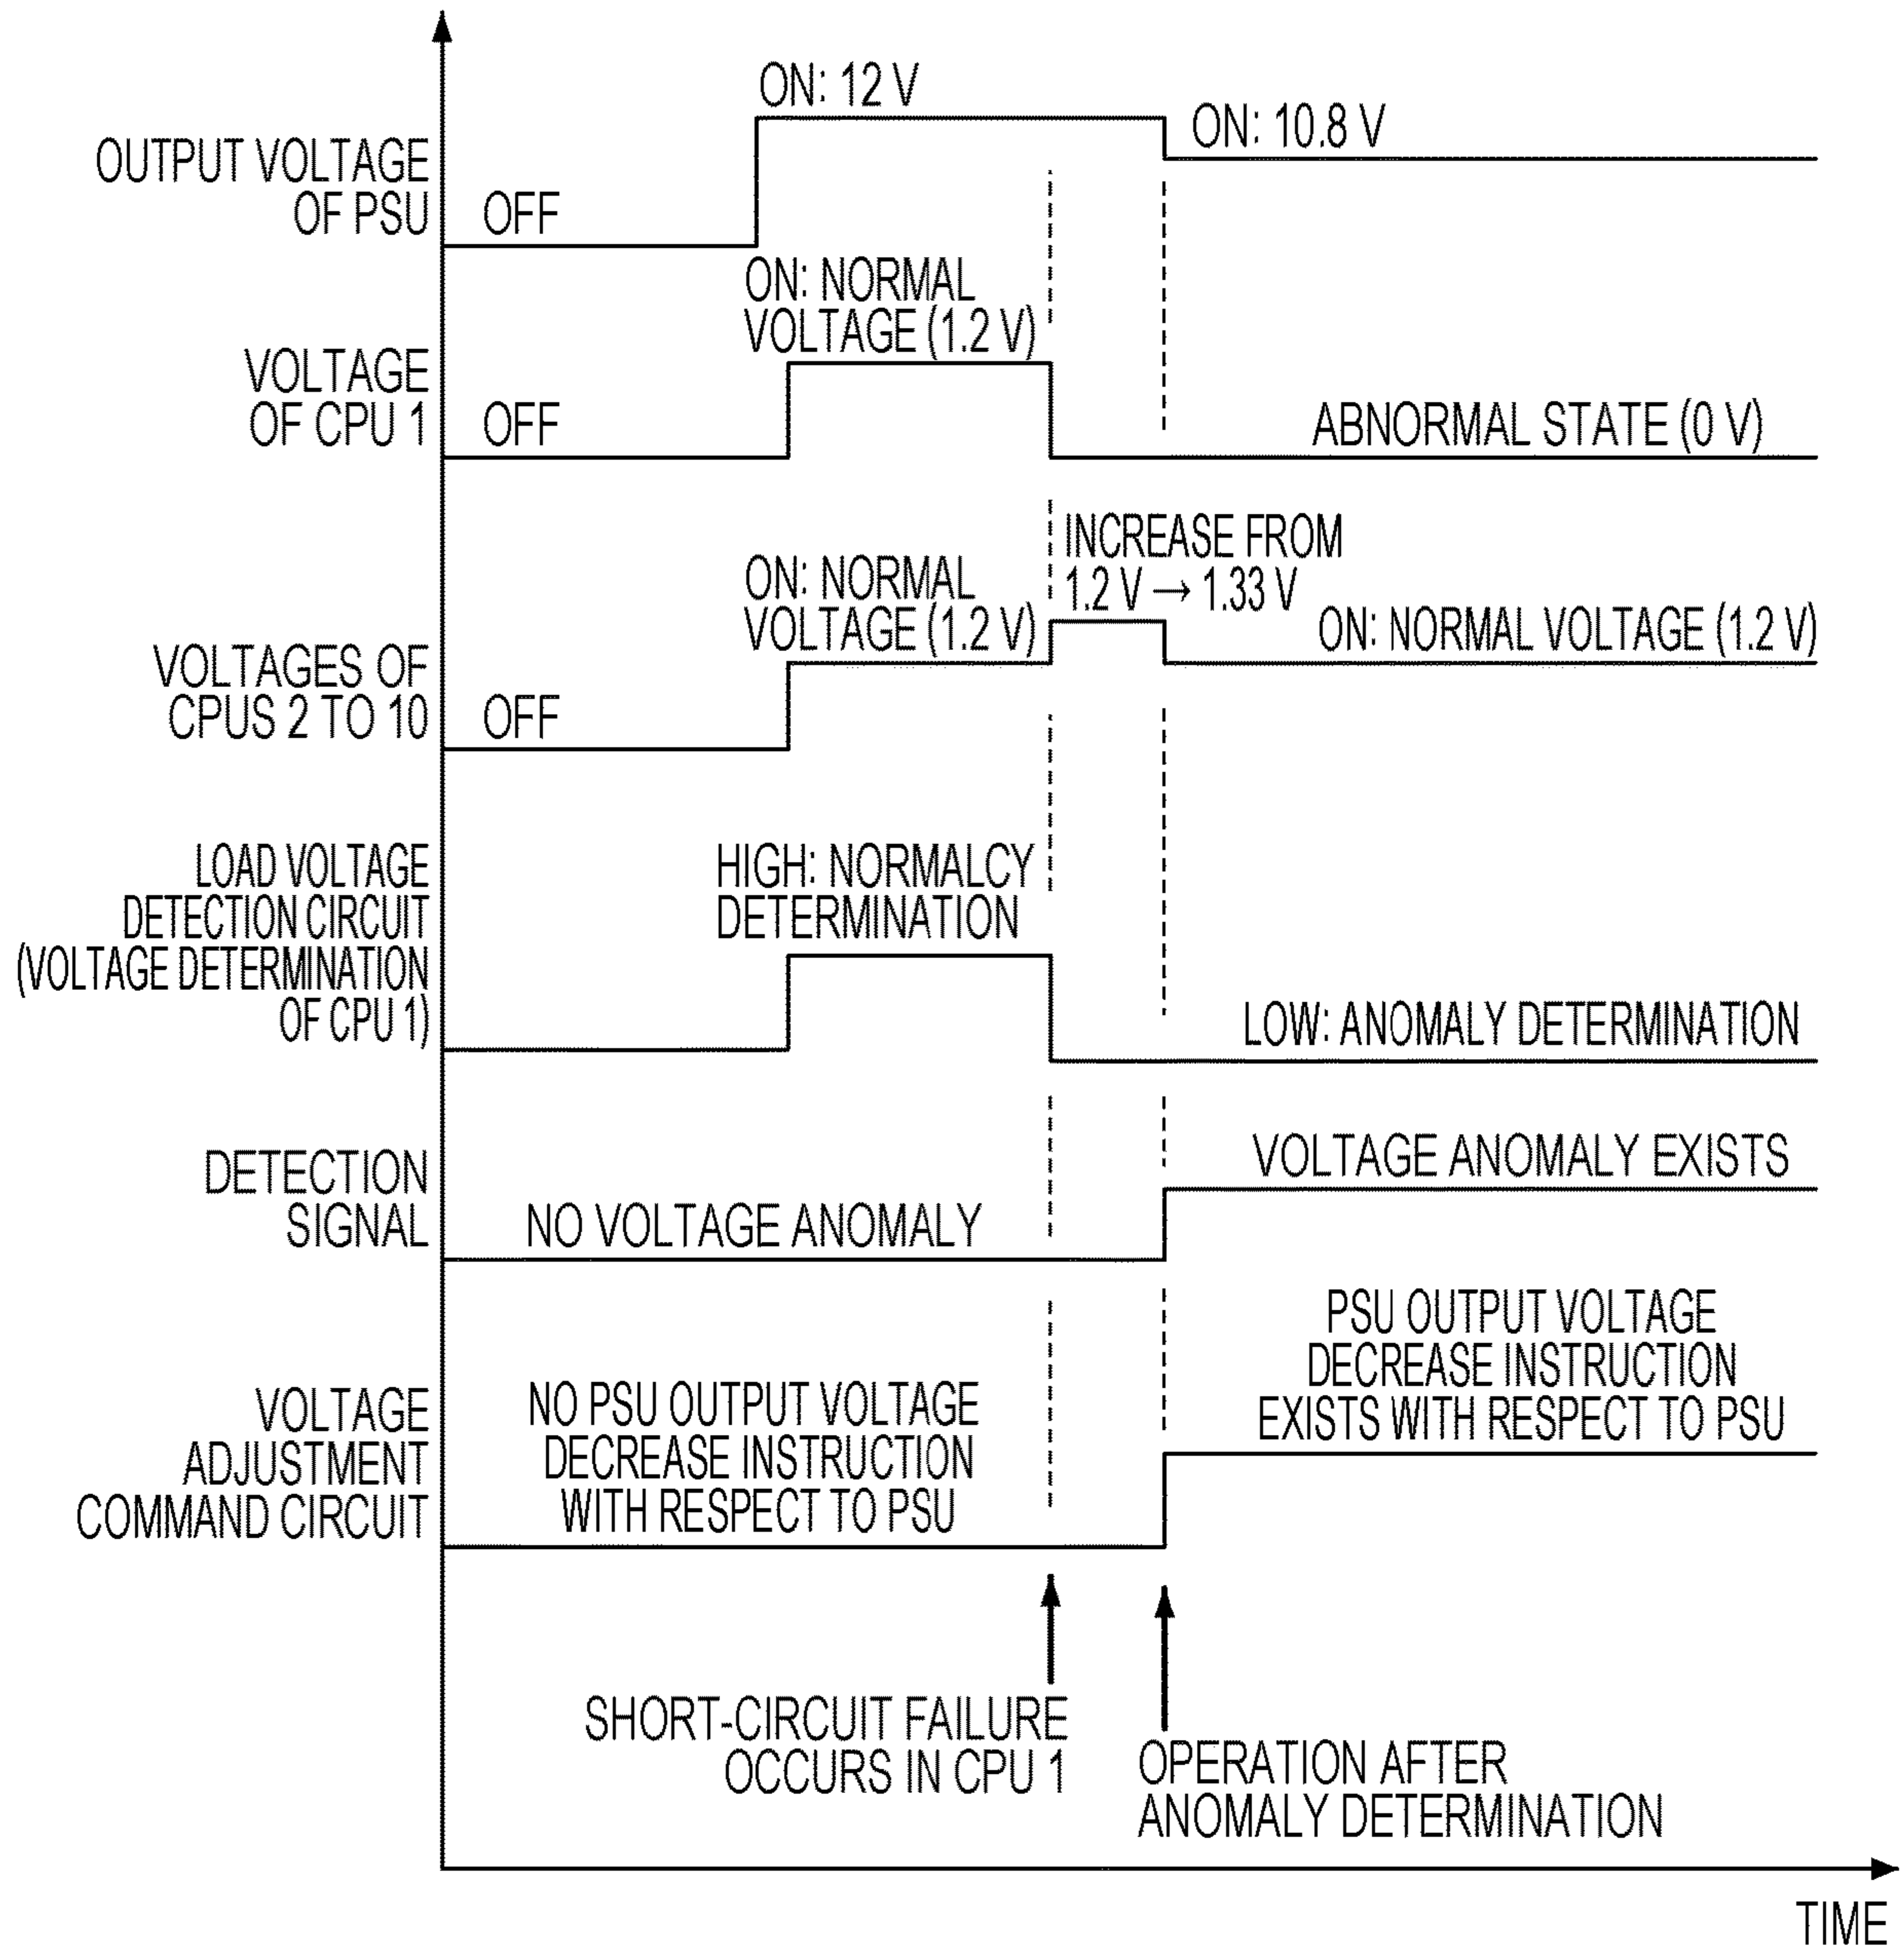 ON: 12 V
ON: 10.8 V
OUTPUT VOLTAGE
OF PSU
OFF
ON: NORMAL
VOLTAGE (1.2 V)
VOLTAGE
OF CPU 1
OFF
ABNORMAL STATE (0 V)
INCREASE FROM
1.2 V → 1.33 V
ON: NORMAL
VOLTAGE (1.2 V)
ON: NORMAL VOLTAGE (1.2 V)
VOLTAGES OF
CPUS 2 TO 10
OFF
LOAD VOLTAGE
DETECTION CIRCUIT
(VOLTAGE DETERMINATION
OF CPU 1)
HIGH: NORMALCY
DETERMINATION
LOW: ANOMALY DETERMINATION
DETECTION
SIGNAL
NO VOLTAGE ANOMALY
VOLTAGE ANOMALY EXISTS
VOLTAGE
ADJUSTMENT
COMMAND CIRCUIT
NO PSU OUTPUT VOLTAGE
DECREASE INSTRUCTION
WITH RESPECT TO PSU
PSU OUTPUT VOLTAGE
DECREASE INSTRUCTION
EXISTS WITH RESPECT TO PSU
SHORT-CIRCUIT FAILURE
OCCURS IN CPU 1
OPERATION AFTER
ANOMALY DETERMINATION
TIME